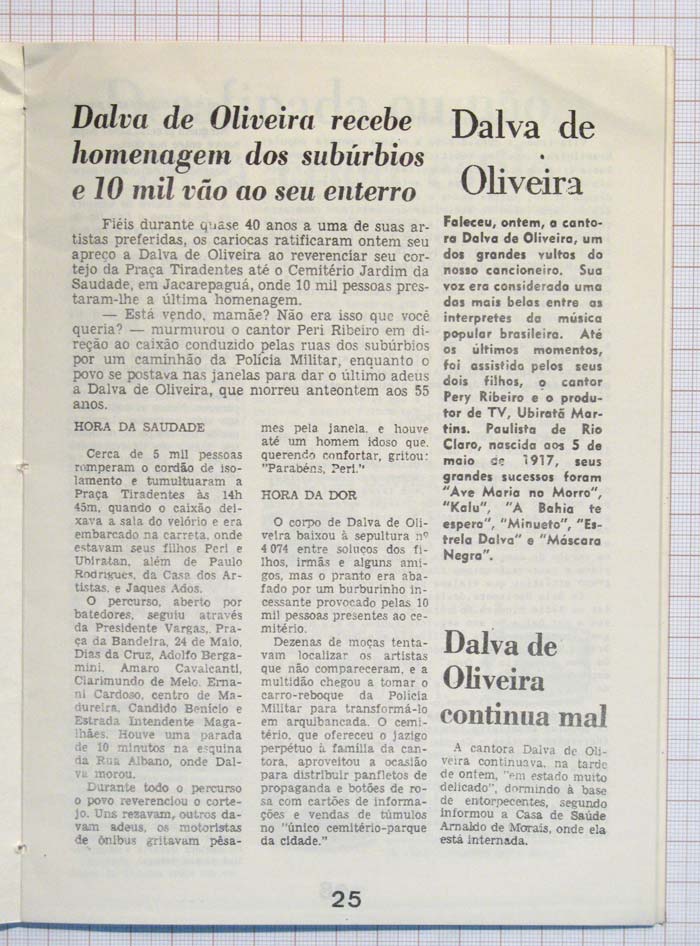 Dalva de Oliveira recebe
homenagem dos subúrbios
e 10 mil vão ao seu enterro
Fiéis durante quase 40 anos a uma de suas ar-
tistas preferidas, os cariocas ratificaram ontem seu
apreço a Dalva de Oliveira ao reverenciar seu cor-
tejo da Praça Tiradentes até o Cemitério Jardim da
Saudade, em Jacarepaguá, onde 10 mil pessoas pres-
taram-lhe a última homenagem.
— Está vendo, mamãe? Não era isso que você
queria? — murmurou o cantor Peri Ribeiro em di-
reção ao caixão conduzido pelas ruas dos subúrbios
por um caminhão da Polícia Militar, enquanto o
povo se postava nas janelas para dar o último adeus
a Dalva de Oliveira, que morreu anteontem aos 55
anos.
HORA DA SAUDADE
Cerca de 5 mil pessoas
romperam o cordão de iso-
lamento e tumultuaram a
Praça Tiradentes às 14h
45m, quando o caixão dei-
xava a sala do velório e era
embarcado na carreta, onde
estavam seus filhos Peri e
Ubiratan, além de Paulo
Rodrigues, da Casa dos Ar-
tistas, e Jaques Ados.
O percurso, aberto por
batedores, seguiu através
da Presidente Vargas, Pra-
ça da Bandeira, 24 de Maio,
Dias da Cruz, Adolfo Berga-
mini, Amaro Cavalcanti,
Clarimundo de Melo, Erna-
ni Cardoso, centro de Ma-
dureira, Candido Benício e
Estrada Intendente Maga-
lhães. Houve uma parada
de 10 minutos na esquina
da Rua Albano, onde Dal-
va morou.
Durante todo o percurso
o povo reverenciou o corte-
jo. Uns rezavam, outros da-
vam adeus, os motoristas
de ônibus gritavam pêsa-
mes pela janela, e houve
até um homem idoso que,
querendo confortar, gritou:
"Parabéns, Peri."
HORA DA DOR
O corpo de Dalva de Oli-
veira baixou à sepultura nº
4 074 entre soluços dos fi-
lhos, irmãs e alguns ami-
gos, mas o pranto era aba-
fado por um burburinho in-
cessante provocado pelas 10
mil pessoas presentes ao ce-
mitério.
Dezenas de moças tenta-
vam localizar os artistas
que não compareceram, e a
multidão chegou a tomar o
carro-reboque da Polícia
Militar para transformá-lo
em arquibancada. O cemi-
tério, que ofereceu o jazigo
perpétuo à família da can-
tora, aproveitou a ocasião
para distribuir panfletos de
propaganda e botões de ro-
sa com cartões de informa-
ções e vendas de túmulos
no "único cemitério-parque
da cidade."
Dalva de
Oliveira
Faleceu, ontem, a canto-
ra Dalva de Oliveira, um
dos grandes vultos do
nosso cancioneiro. Sua
voz era considerada uma
das mais belas entre as
interpretes da música
popular brasileira. Até
os últimos momentos,
foi assistida pelos seus
dois filhos, o cantor
Pery Ribeiro e o produ-
tor de TV, Ubiratã Mar-
tins. Paulista de Rio
Claro, nascida aos 5 de
maio de 1917, seus
grandes sucessos foram
"Ave Maria no Morro",
"Kalu", "A Bahia te
espera", "Minueto", "Es-
trela Dalva" e "Máscara
Negra".
Dalva de
Oliveira
continua mal
A cantora Dalva de Oli-
veira continuava, na tarde
de ontem, "em estado muito
delicado", dormindo à base
de entorpecentes, segundo
informou a Casa de Saúde
Arnaldo de Morais, onde ela
está internada.
25